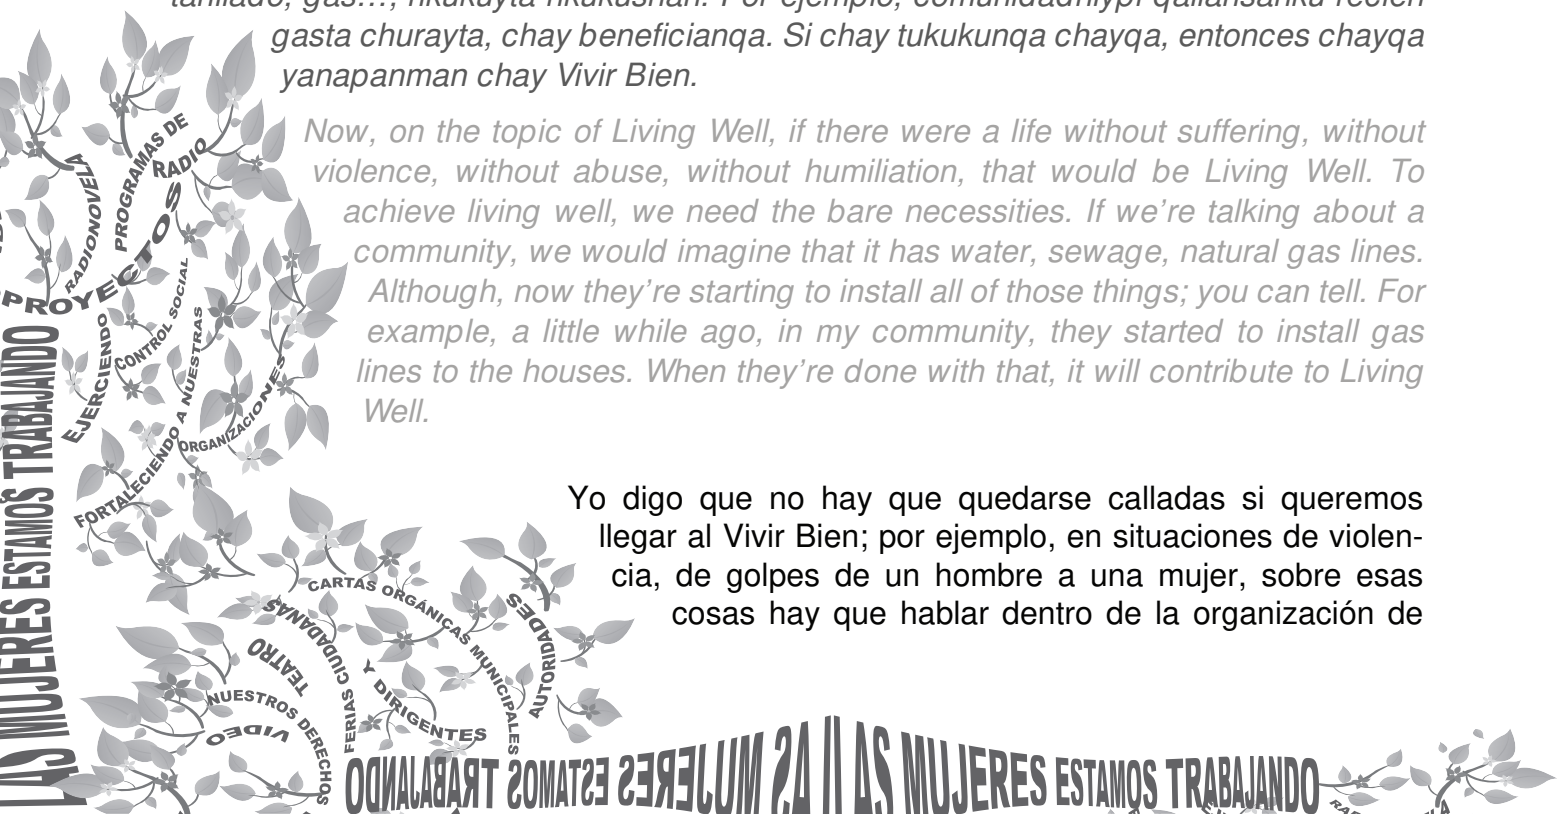 gasta churayta, chay beneficianqa. Si chay tukukunqa chayqa, entonces chayqa
yanapanman chay Vivir Bien.
Now, on the topic of Living Well, if there were a life without suffering, without
violence, without abuse, without humiliation, that would be Living Well. To
achieve living well, we need the bare necessities. If we’re talking about a
community, we would imagine that it has water, sewage, natural gas lines.
Although, now they’re starting to install all of those things; you can tell. For
example, a little while ago, in my community, they started to install gas
lines to the houses. When they’re done with that, it will contribute to Living
Well.
Yo digo que no hay que quedarse calladas si queremos
llegar al Vivir Bien; por ejemplo, en situaciones de violen-
cia, de golpes de un hombre a una mujer, sobre esas
cosas hay que hablar dentro de la organización de
PROGRAMAS DE
RADIO
RADIONOVELA
PROYECTOS
EJERCIENDO
CONTROL SOCIAL
FORTALECIENDO A NUESTRAS
ORGANIZACIONES
LAS MUJERES ESTAMOS TRABAJANDO
CARTAS ORGÁNICAS MUNICIPALES
AUTORIDADES
Y DIRIGENTES
FERIAS CIUDADANAS
TEATRO
NUESTROS DERECHOS
VIDEO
LAS MUJERES ESTAMOS TRABAJANDO
LAS MUJERES ESTAMOS TRABAJANDO